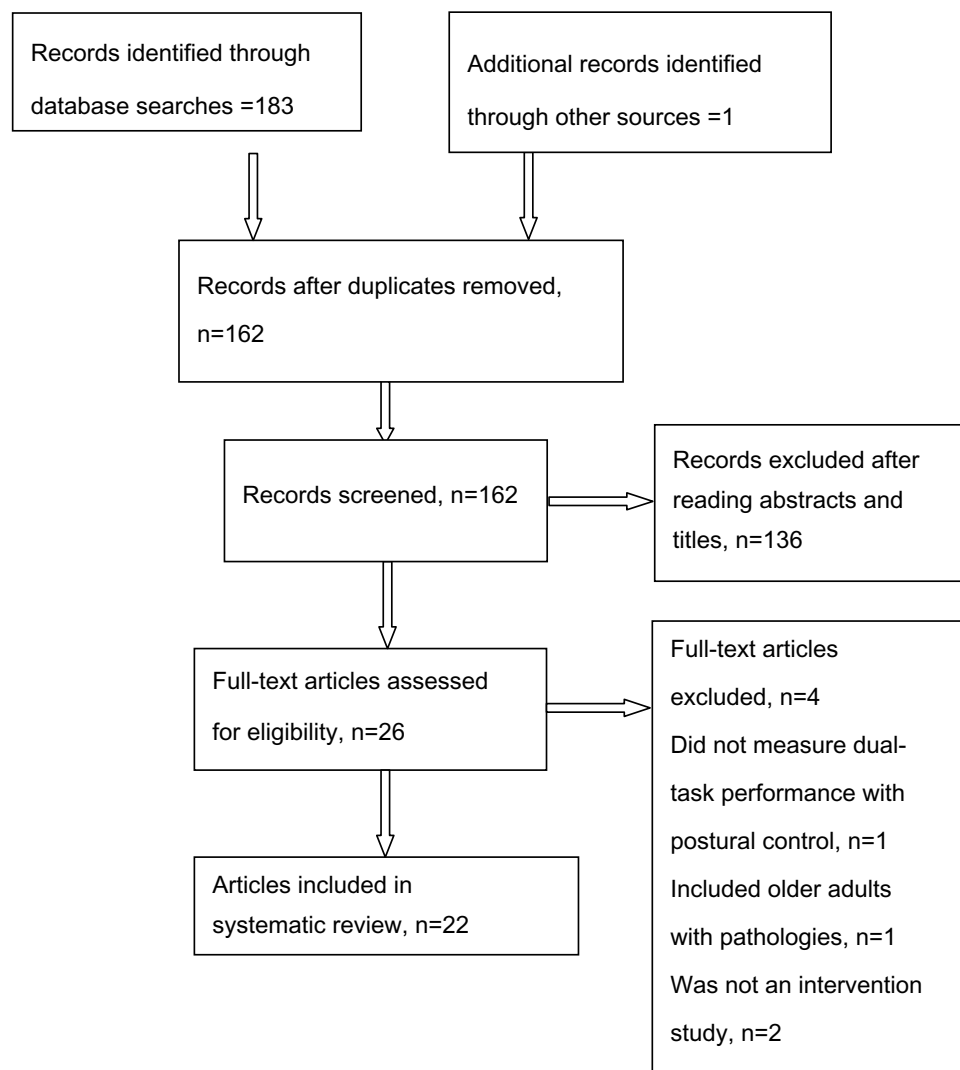 Records identified through
database searches =183
Additional records identified
through other sources =1
Records after duplicates removed,
n=162
Records screened, n=162
Records excluded after
reading abstracts and
titles, n=136
Full-text articles assessed
for eligibility, n=26
Full-text articles
excluded, n=4
Did not measure dual-
task performance with
postural control, n=1
Included older adults
with pathologies, n=1
Was not an intervention
study, n=2
Articles included in
systematic review, n=22